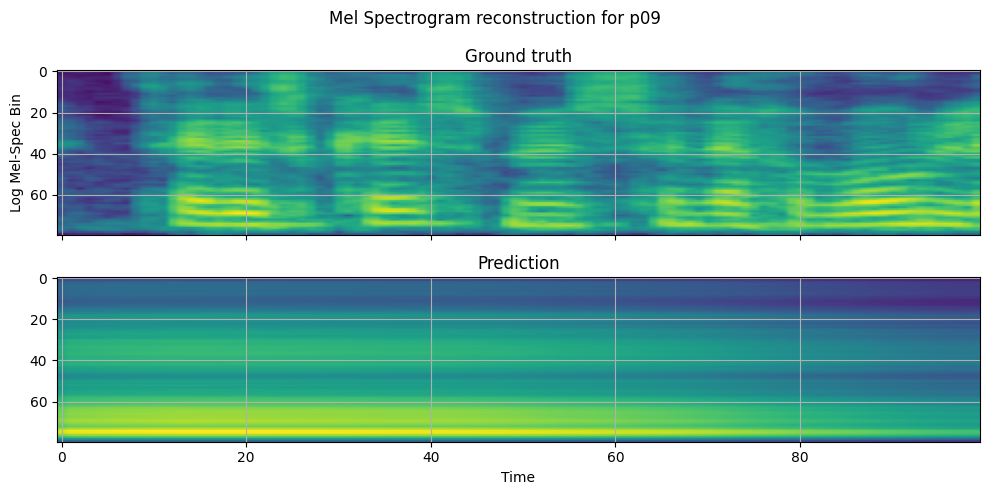 Mel Spectrogram reconstruction for p09
Ground truth
0
20
40
60
Log Mel-Spec Bin
Prediction
0
20
40
60
0 20 40 60 80
Time